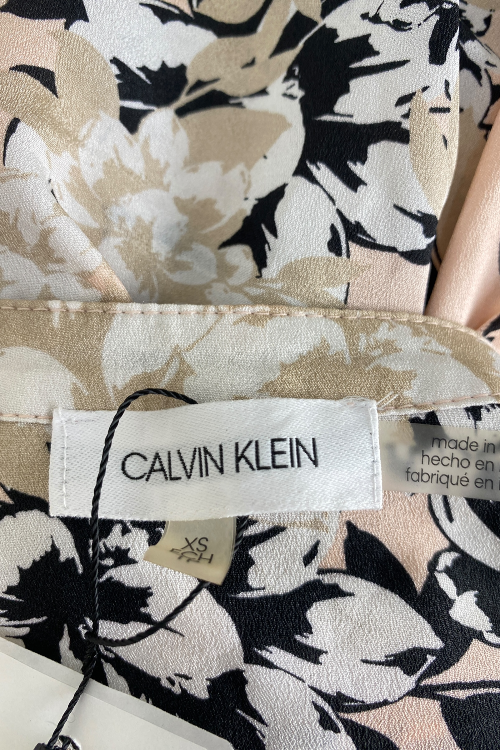 CALVIN KLEIN
XS
made in
hecho en
fabriqué en